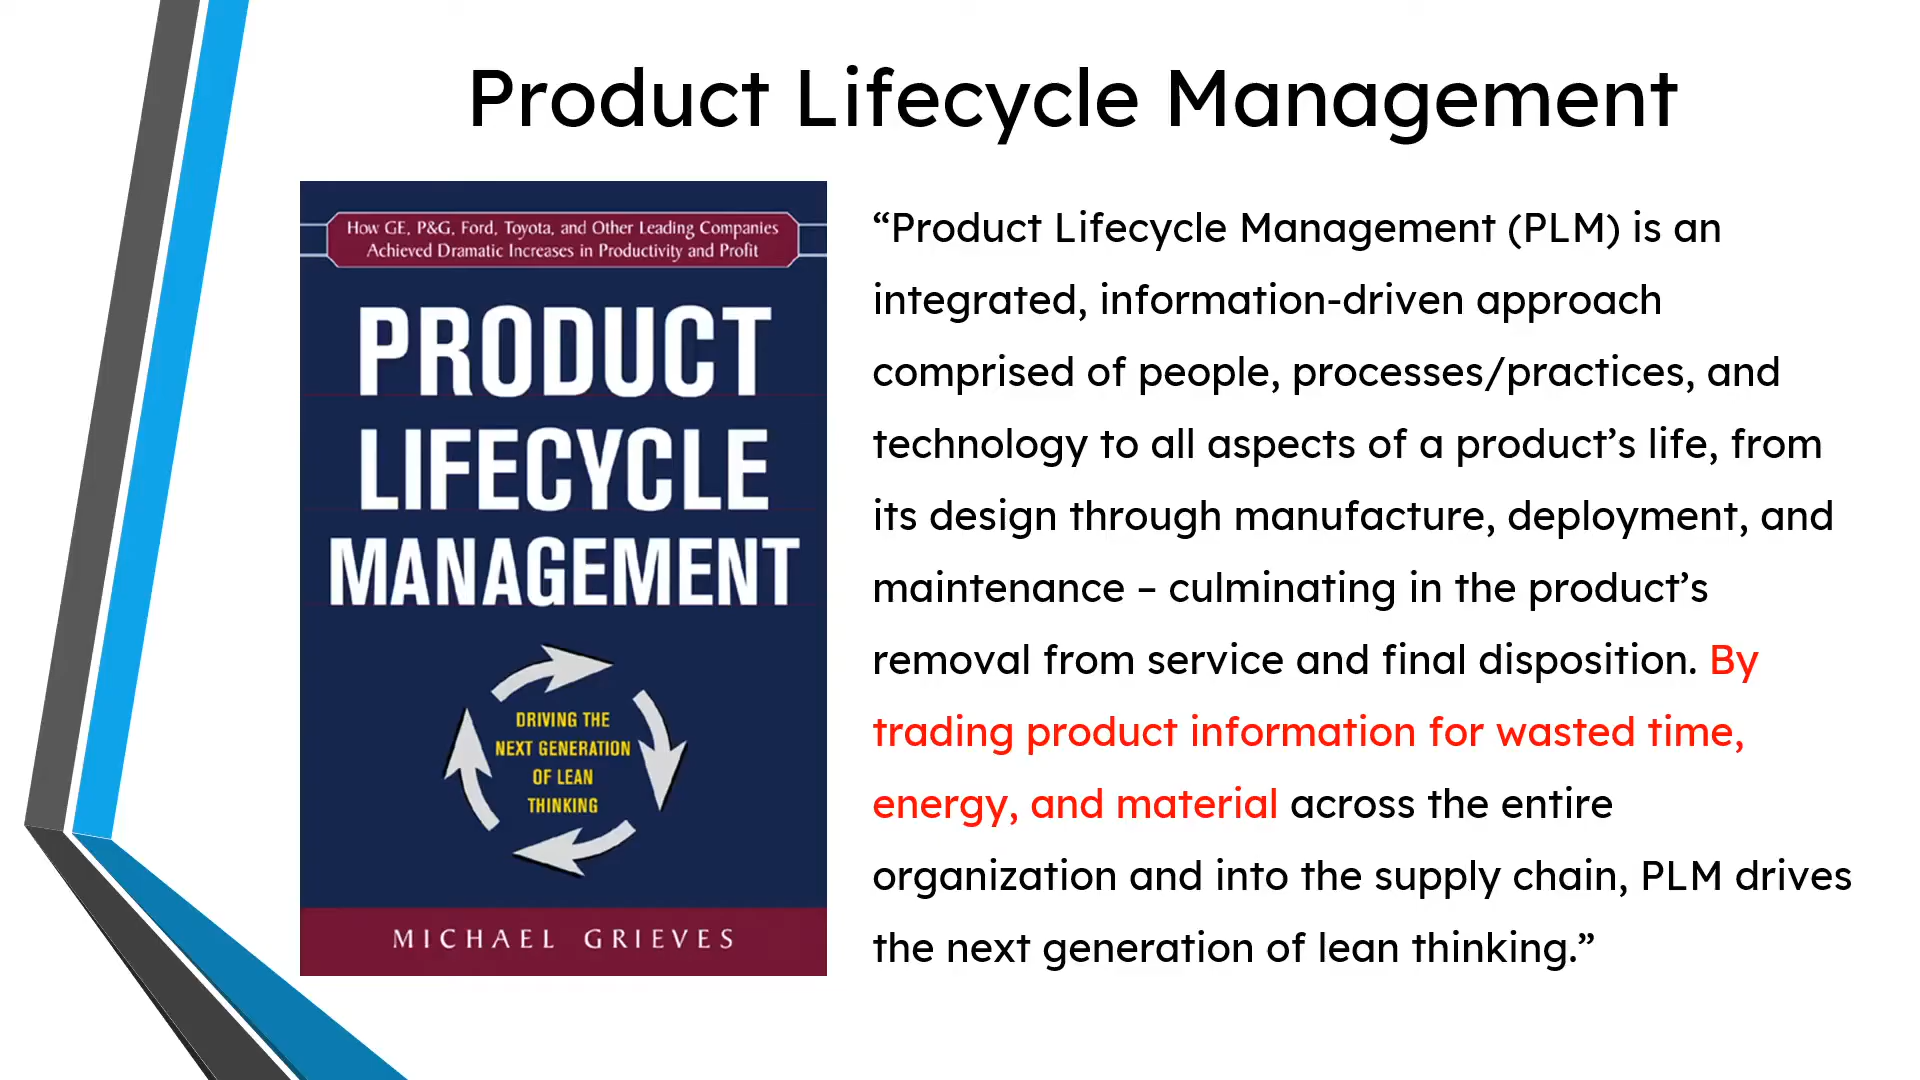 Product Lifecycle Management
How GE, P&G, Ford, Toyota, and Other Leading Companies
Achieved Dramatic Increases in Productivity and Profit
PRODUCT
LIFECYCLE
MANAGEMENT
DRIVING THE
NEXT GENERATION
OF LEAN
THINKING
MICHAEL GRIEVES
“Product Lifecycle Management (PLM) is an
integrated, information-driven approach
comprised of people, processes/practices, and
technology to all aspects of a product’s life, from
its design through manufacture, deployment, and
maintenance – culminating in the product’s
removal from service and final disposition. By
trading product information for wasted time,
energy, and material across the entire
organization and into the supply chain, PLM drives
the next generation of lean thinking.”